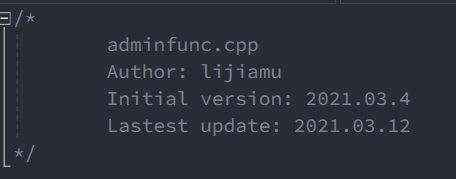 /*
adminfunc.cpp
Author: lijiamu
Initial version: 2021.03.4
Lastest update: 2021.03.12
*/